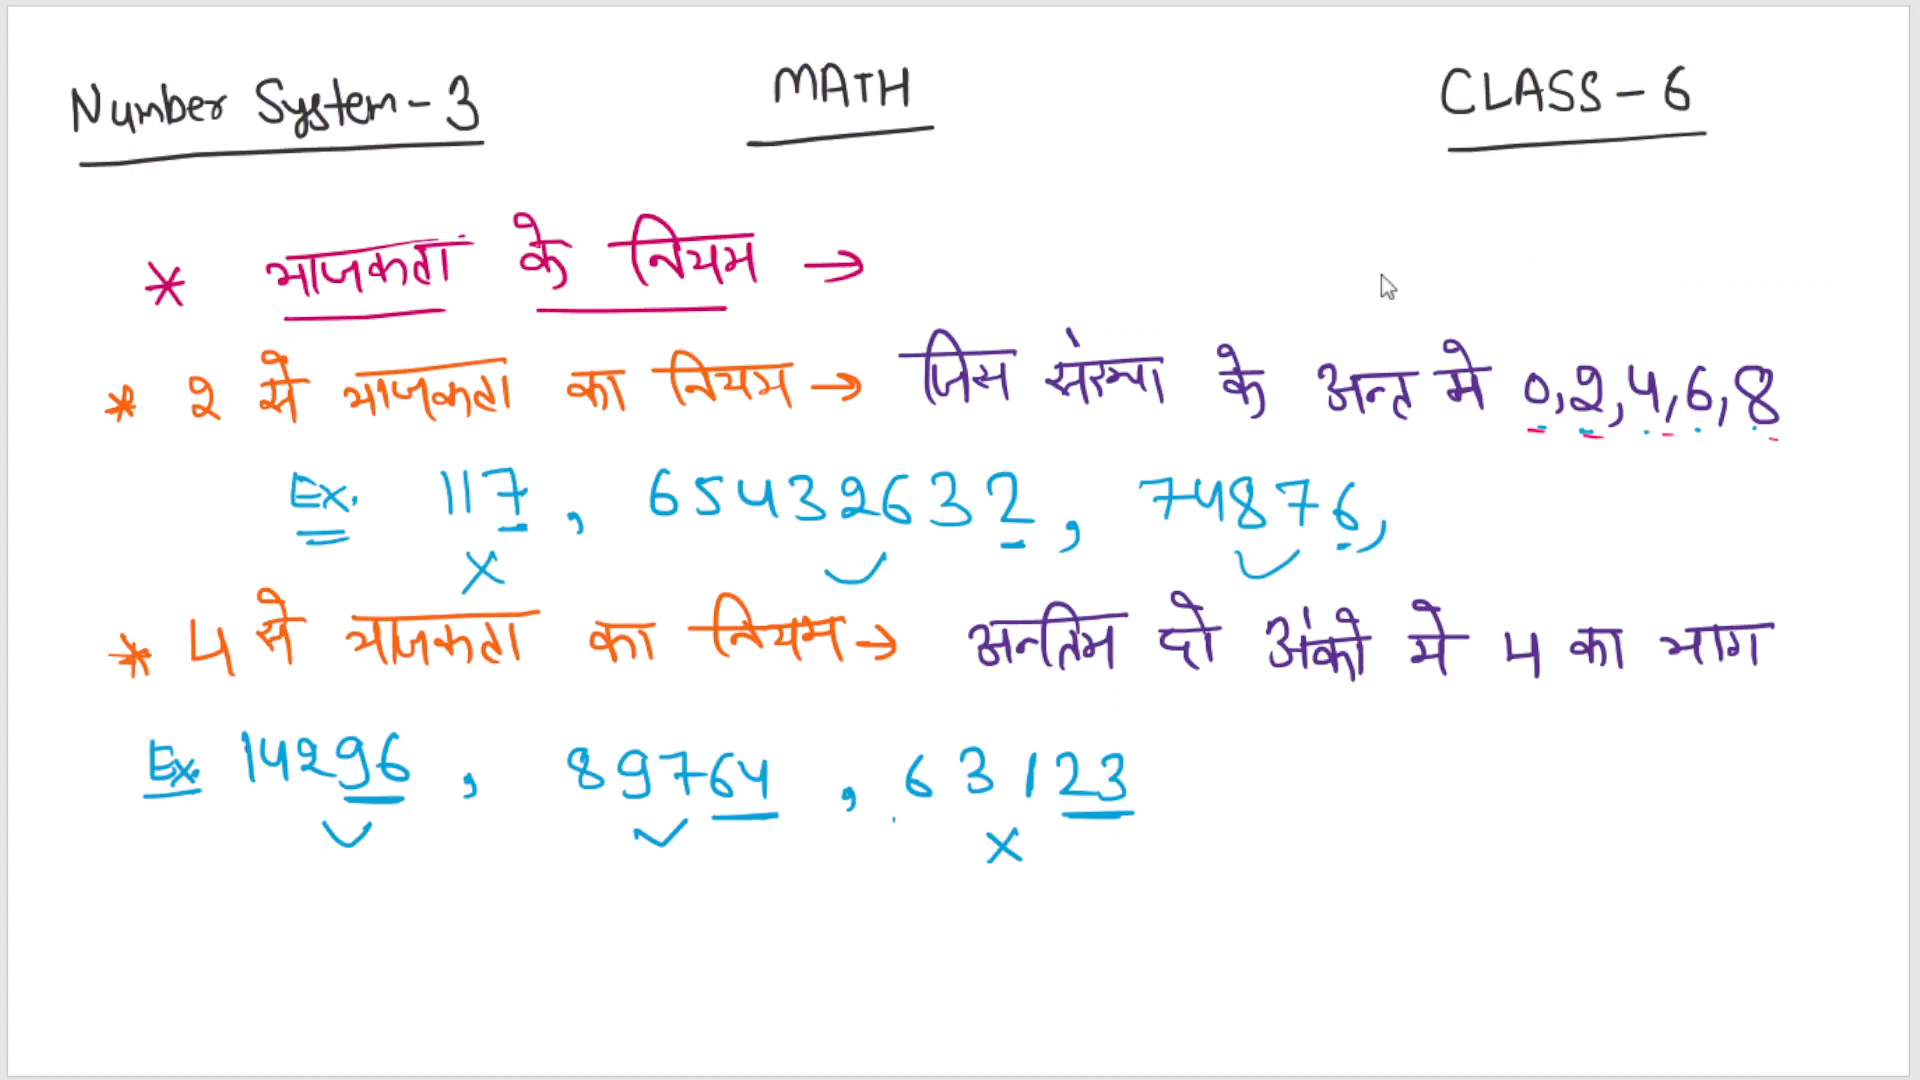 Number System-3 MATH CLASS-6
* भाजकता के नियम →
* 2 से भाजकता का नियम → जिस संख्या के अन्त मे 0,2,4,6,8
Ex. 117, 65432632, 74876,
x ✓ ✓
* 4 से भाजकता का नियम → अन्तिम दो अंको मे 4 का भाग
Ex. 14296, 89764, 63123
✓ ✓ x